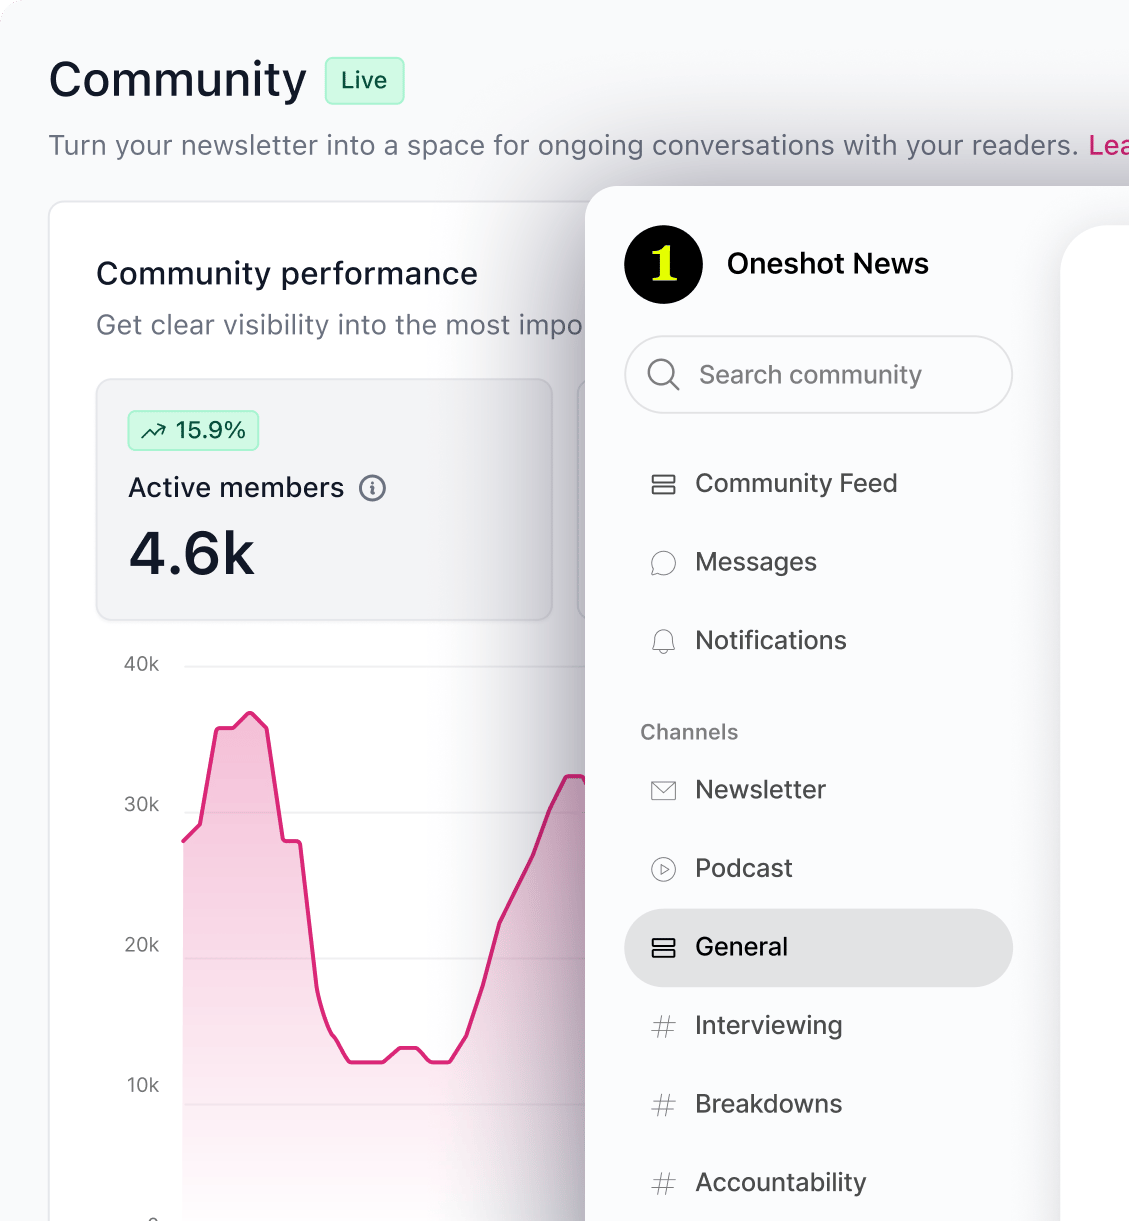 Community
Live
Turn your newsletter into a space for ongoing conversations with your readers.
Community performance
Get clear visibility into the most
15.9%
Active members
4.6k
40k
30k
20k
10k
1
Oneshot News
Search community
Community Feed
Messages
Notifications
Channels
Newsletter
Podcast
General
# Interviewing
# Breakdowns
# Accountability